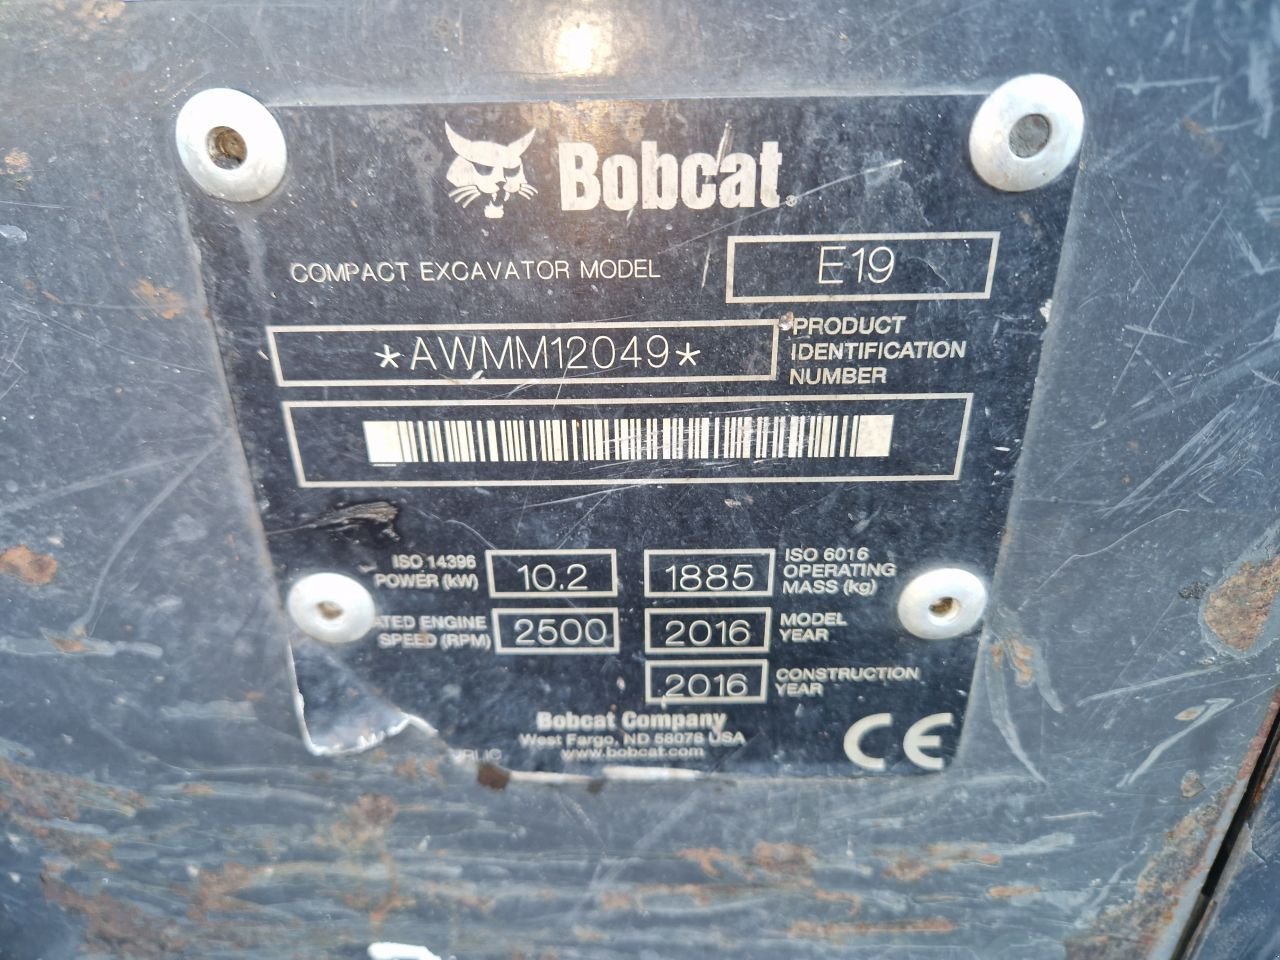 Bobcat®
COMPACT EXCAVATOR MODEL E19
*AWMM12049*
PRODUCT
IDENTIFICATION
NUMBER
ISO 14396
POWER (kW) 10.2
1885 ISO 6016
OPERATING
MASS (kg)
ATED ENGINE
SPEED (RPM) 2500
2016 MODEL
YEAR
2016 CONSTRUCTION
YEAR
Bobcat Company
West Fargo, ND 58078 USA
www.bobcat.com
CE